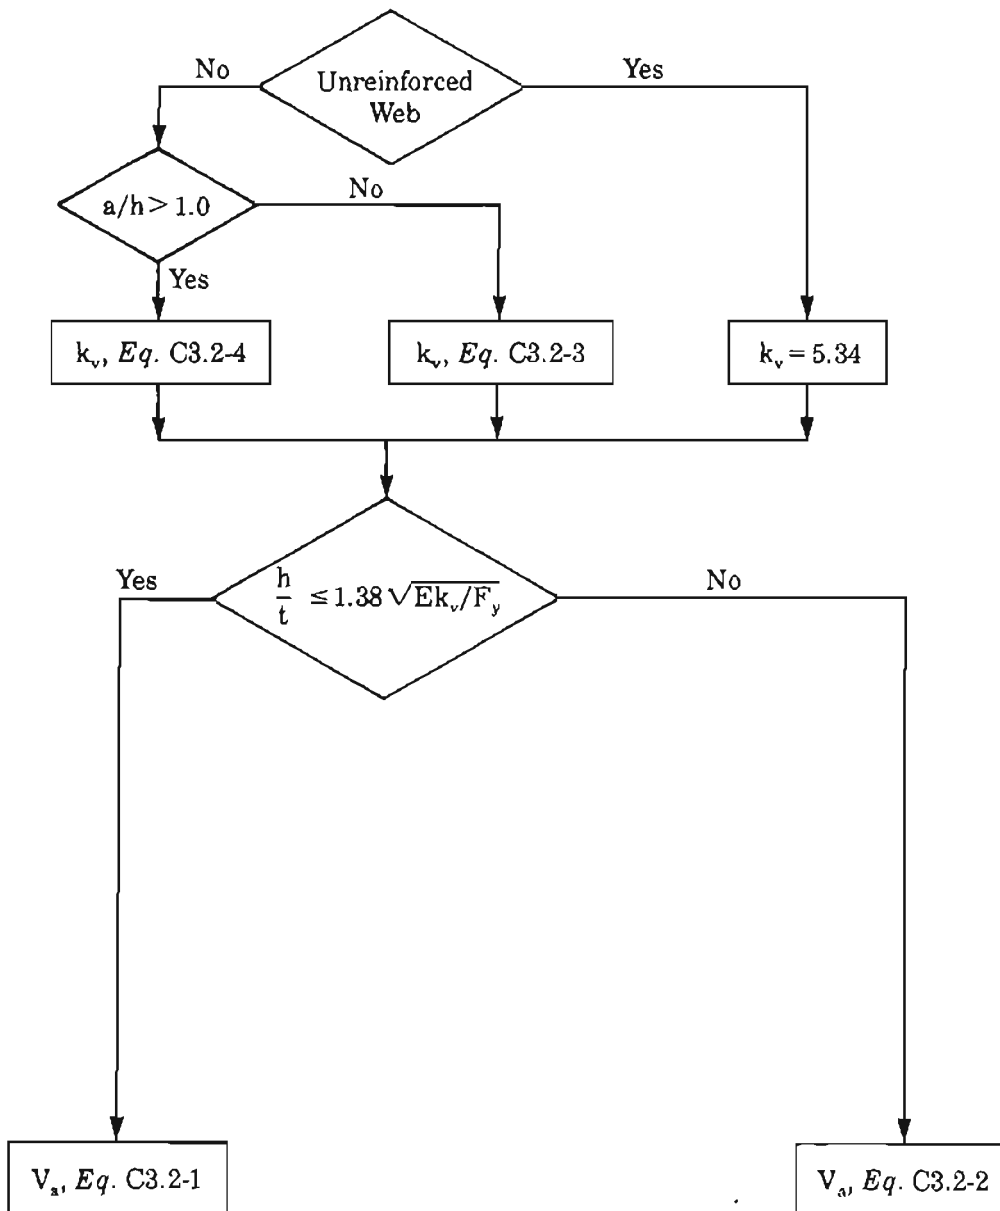 No
Unreinforced
Web
Yes
a/h > 1.0
No
Yes
kᵥ, Eq. C3.2-4
kᵥ, Eq. C3.2-3
kᵥ = 5.34
Yes
h/t ≦ 1.38 √Ekᵥ/F_y
No
Vₐ, Eq. C3.2-1
Vₐ, Eq. C3.2-2